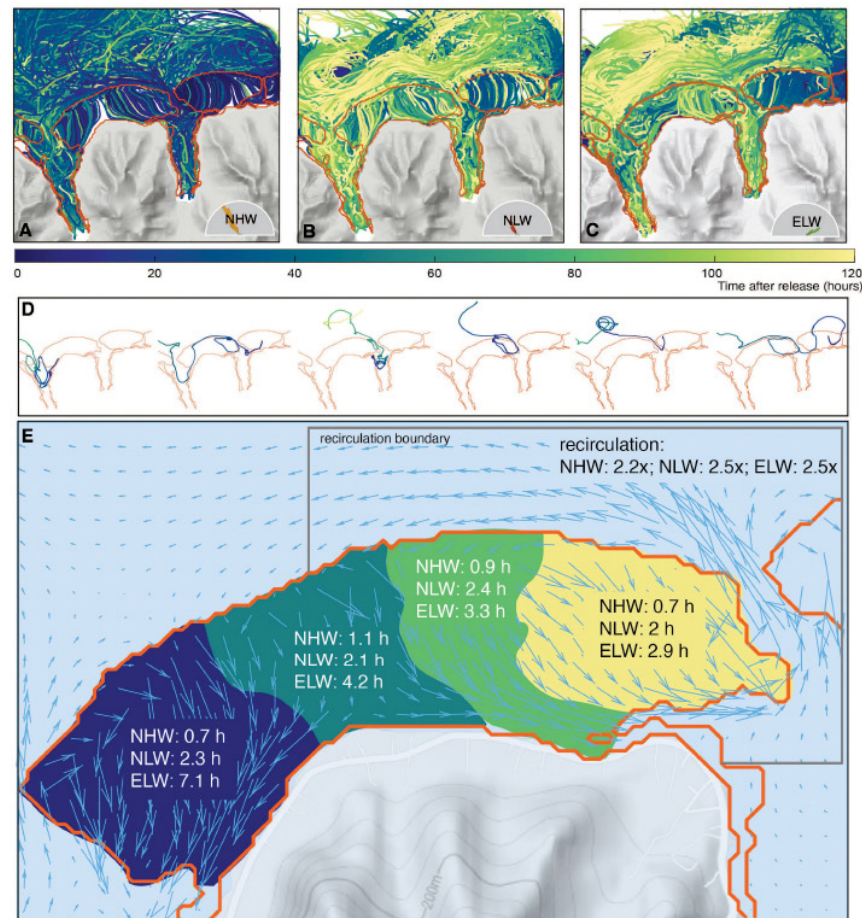 NHW
A
NLW
B
ELW
C
0
20
40
60
80
100
120
Time after release (hours)
D
E
recirculation boundary
recirculation:
NHW: 2.2x; NLW: 2.5x; ELW: 2.5x
NHW: 0.9 h
NLW: 2.4 h
ELW: 3.3 h
NHW: 0.7 h
NLW: 2 h
ELW: 2.9 h
NHW: 1.1 h
NLW: 2.1 h
ELW: 4.2 h
NHW: 0.7 h
NLW: 2.3 h
ELW: 7.1 h
200m